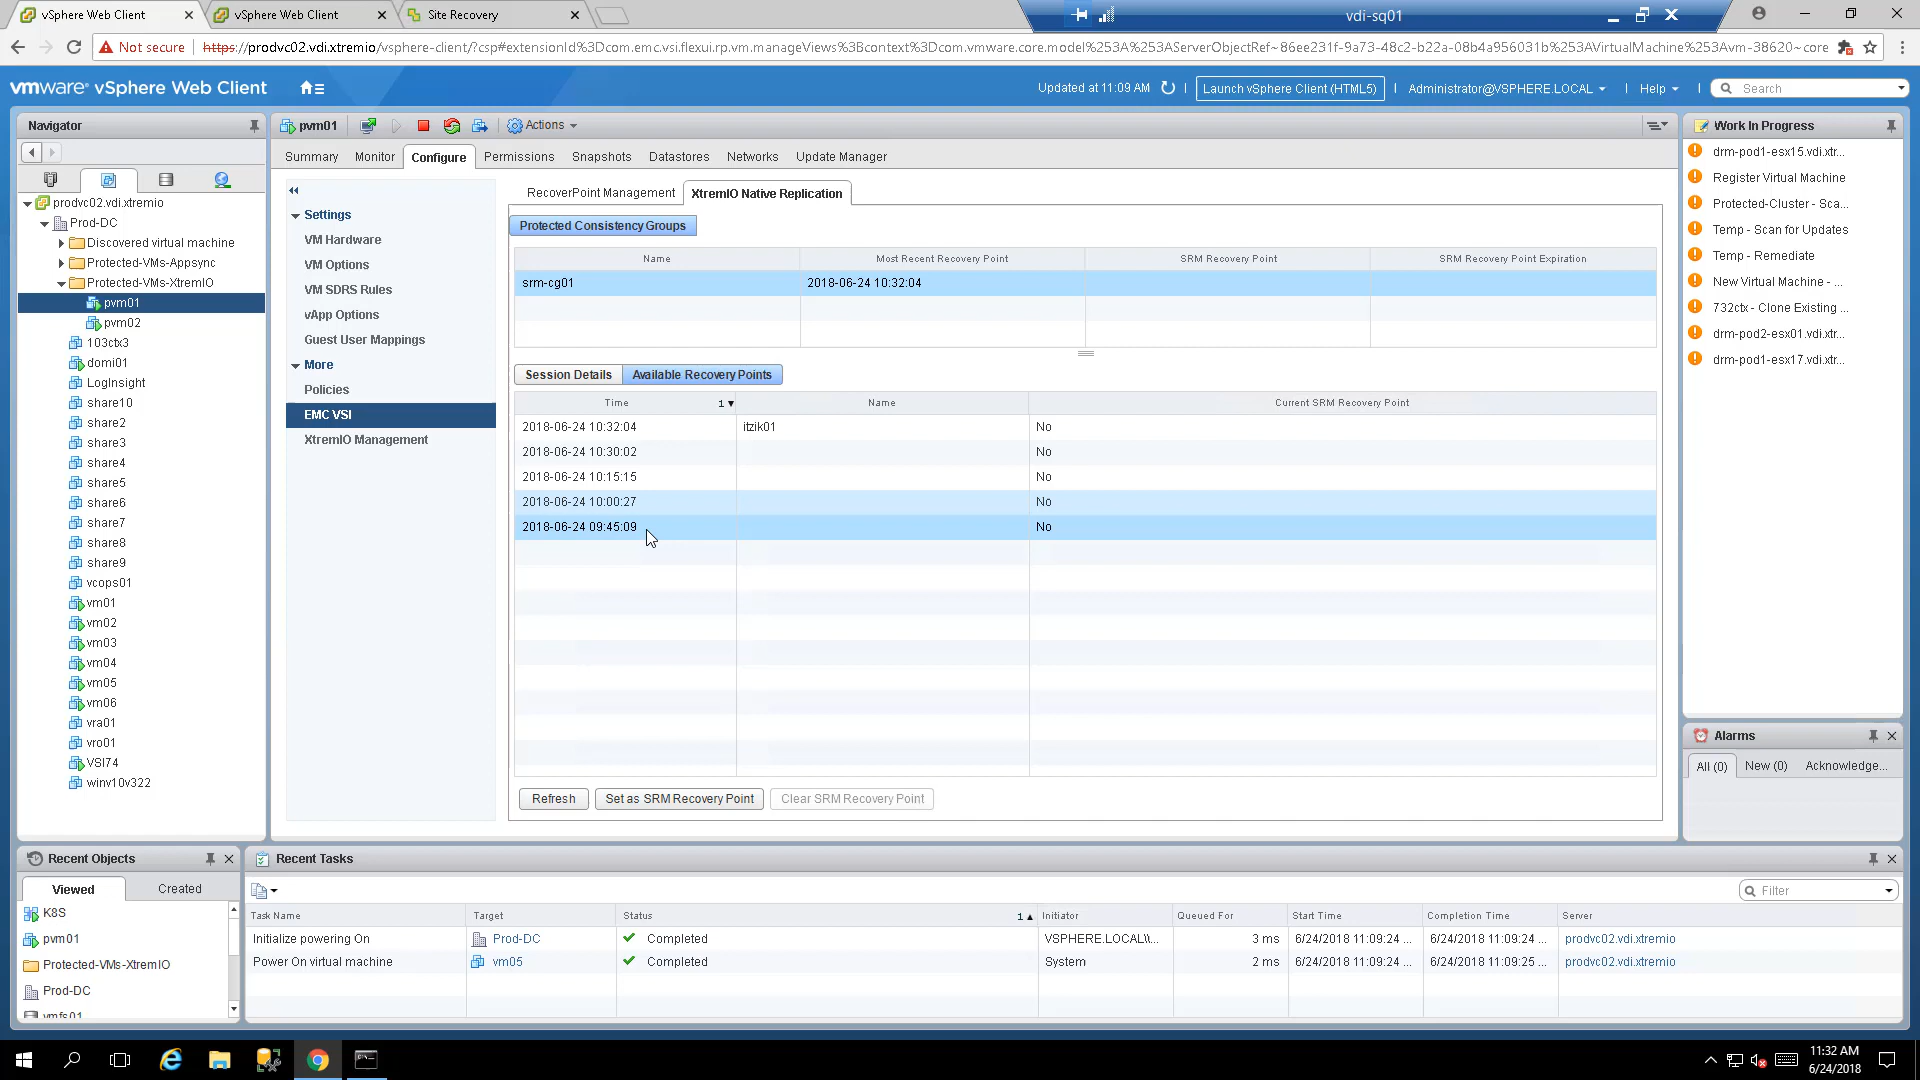 vSphere Web Client
vSphere Web Client
Site Recovery
vdi-sq01
Not secure
https://prodvc02.vdi.xtremio/vsphere-client/?csp#extensionId%3Dcom.emc.vsi.flexui.rp.vm.manageViews%3Bcontext%3Dcom.vmware.core.model%253A%253AServerObjectRef~86ee231f-9a73-48c2-b22a-08b4a956031b%253AVirtualMachine%253Avm-38620~core
vmware® vSphere Web Client
Updated at 11:09 AM
Launch vSphere Client (HTML5)
Administrator@VSPHERE.LOCAL
Help
Search
Navigator
prodvc02.vdi.xtremio
Prod-DC
Discovered virtual machine
Protected-VMs-Appsync
Protected-VMs-XtremIO
pvm01
pvm02
103ctx3
domi01
LogInsight
share10
share2
share3
share4
share5
share6
share7
share8
share9
vcops01
vm01
vm02
vm03
vm04
vm05
vm06
vra01
vro01
VSI74
winv10v322
pvm01
Actions
Summary Monitor Configure Permissions Snapshots Datastores Networks Update Manager
Settings
VM Hardware
VM Options
VM SDRS Rules
vApp Options
Guest User Mappings
More
Policies
EMC VSI
XtremIO Management
RecoverPoint Management XtremIO Native Replication
Protected Consistency Groups
Name Most Recent Recovery Point SRM Recovery Point SRM Recovery Point Expiration
srm-cg01 2018-06-24 10:32:04
Session Details Available Recovery Points
Time 1 Name Current SRM Recovery Point
2018-06-24 10:32:04 itzik01 No
2018-06-24 10:30:02 No
2018-06-24 10:15:15 No
2018-06-24 10:00:27 No
2018-06-24 09:45:09 No
Refresh Set as SRM Recovery Point Clear SRM Recovery Point
Work In Progress
drm-pod1-esx15.vdi.xtr...
Register Virtual Machine
Protected-Cluster - Sca...
Temp - Scan for Updates
Temp - Remediate
New Virtual Machine - ...
732ctx - Clone Existing ...
drm-pod2-esx01.vdi.xtr...
drm-pod1-esx17.vdi.xtr...
Alarms
All (0) New (0) Acknowledge...
Recent Objects
Viewed Created
K8S
pvm01
Protected-VMs-XtremIO
Prod-DC
vmfs01
Recent Tasks
Filter
Task Name Target Status 1 Initiator Queued For Start Time Completion Time Server
Initialize powering On Prod-DC Completed VSPHERE.LOCAL\\... 3 ms 6/24/2018 11:09:24 ... 6/24/2018 11:09:24 ... prodvc02.vdi.xtremio
Power On virtual machine vm05 Completed System 2 ms 6/24/2018 11:09:24 ... 6/24/2018 11:09:25 ... prodvc02.vdi.xtremio
11:32 AM
6/24/2018